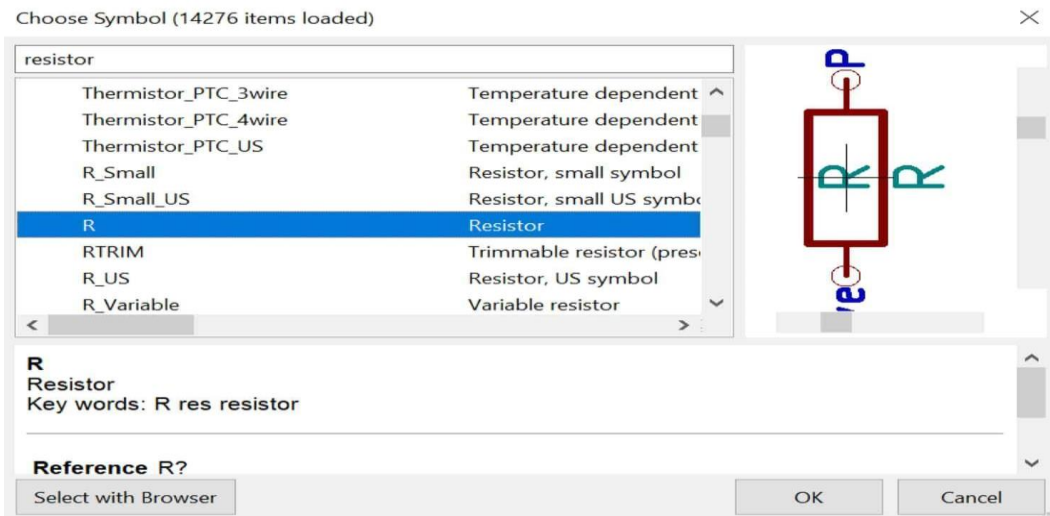 Choose Symbol (14276 items loaded)
resistor
Thermistor_PTC_3wire Temperature dependent
Thermistor_PTC_4wire Temperature dependent
Thermistor_PTC_US Temperature dependent
R_Small Resistor, small symbol
R_Small_US Resistor, small US symbo
R Resistor
RTRIM Trimmable resistor (pres
R_US Resistor, US symbol
R_Variable Variable resistor
P
R R
ve
R
Resistor
Key words: R res resistor
Reference R?
Select with Browser OK Cancel